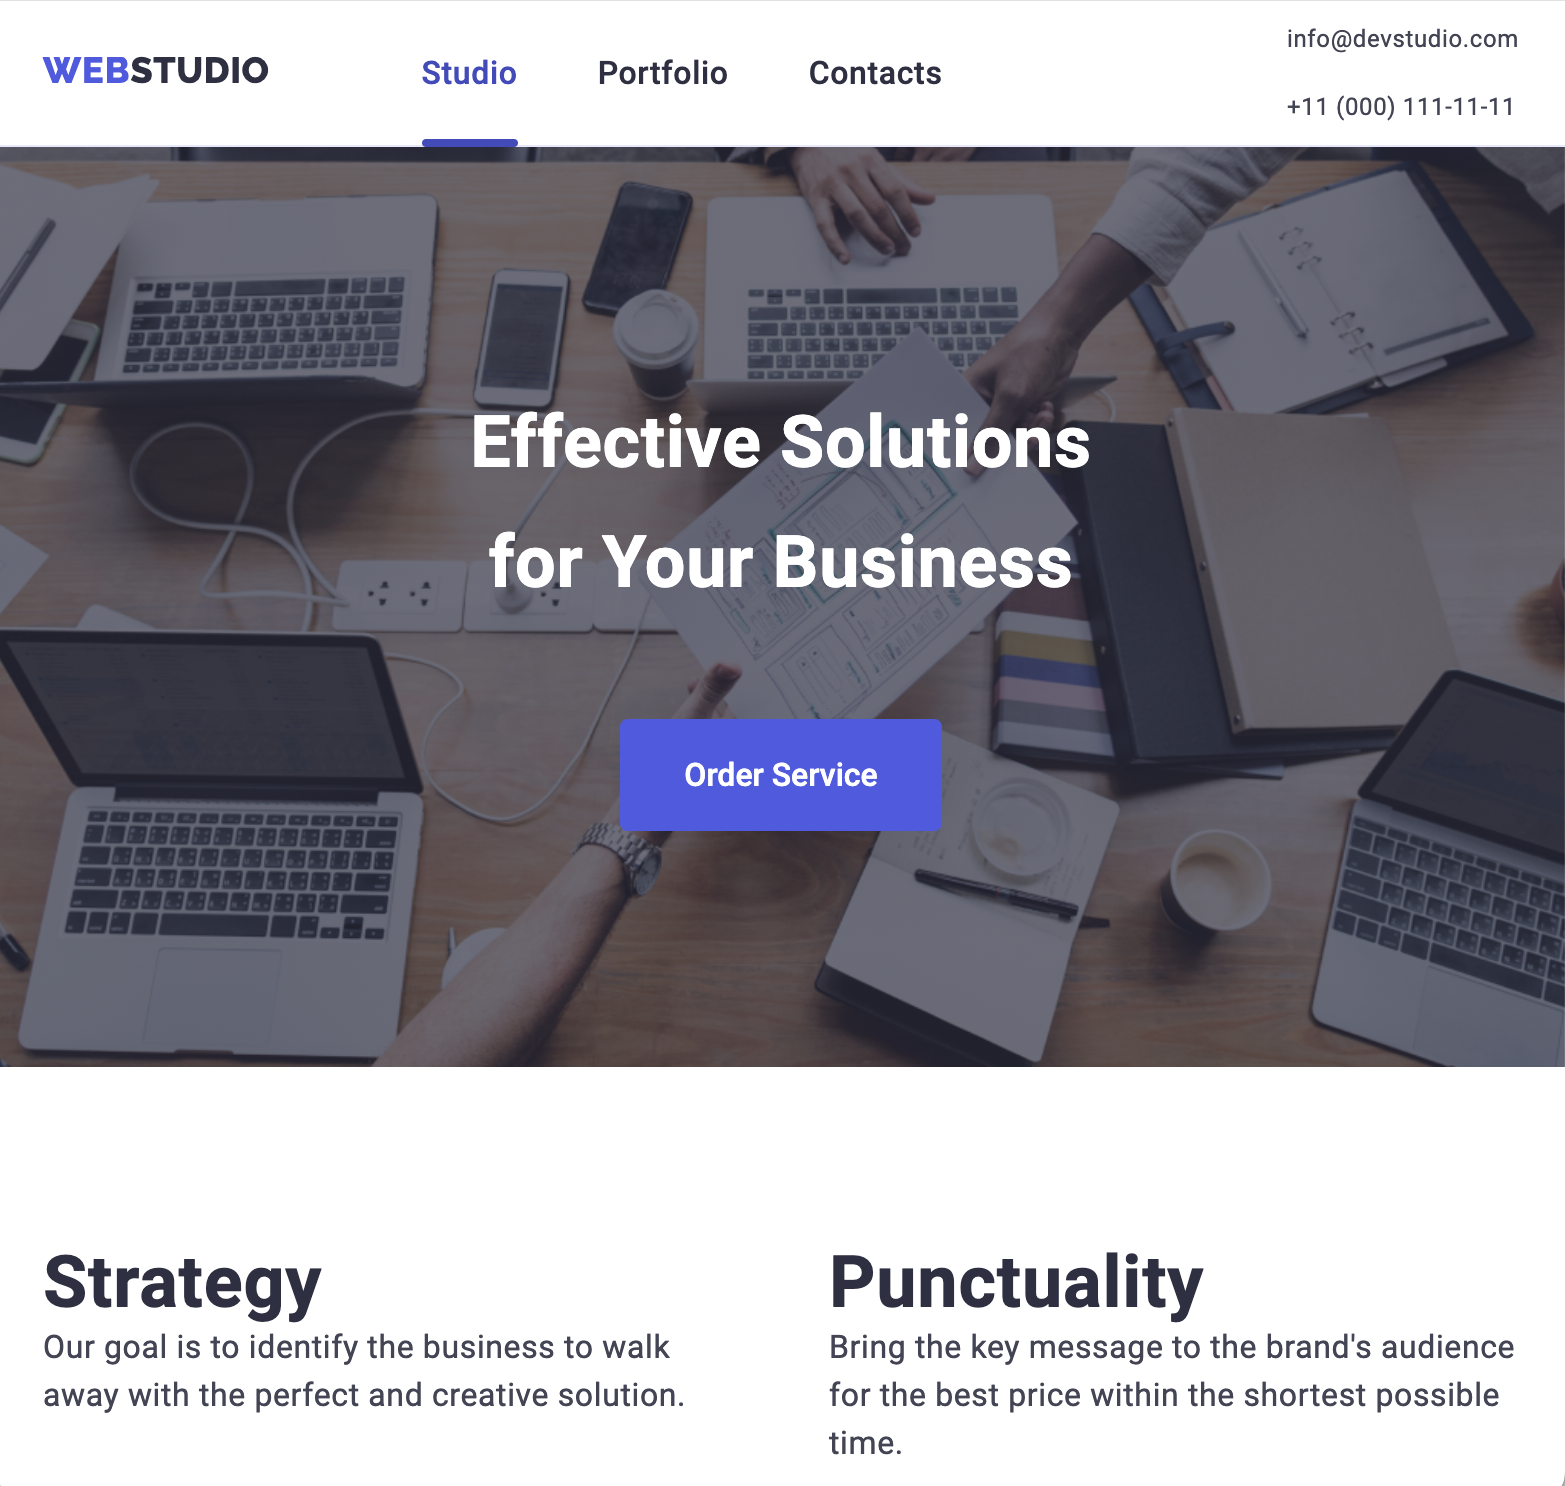 WEBSTUDIO
Studio
Portfolio
Contacts
info@devstudio.com
+11 (000) 111-11-11
Effective Solutions
for Your Business
Order Service
Strategy
Our goal is to identify the business to walk
away with the perfect and creative solution.
Punctuality
Bring the key message to the brand's audience
for the best price within the shortest possible
time.